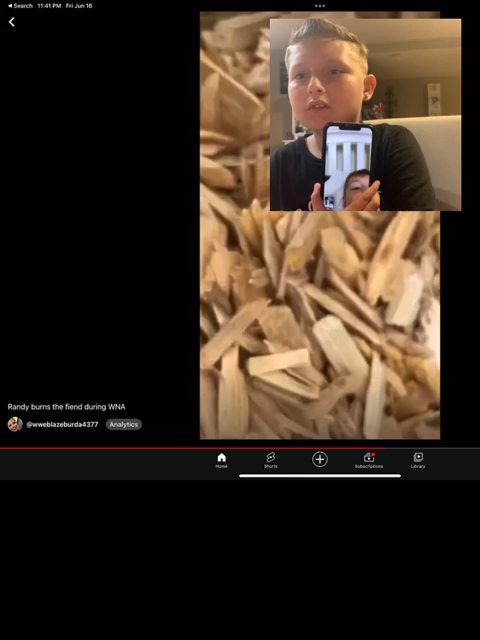 ◀ Search 11:41 PM Fri Jun 16
Randy burns the fiend during WNA
@wweblazeburda4377 Analytics
Home Shorts Subscriptions Library